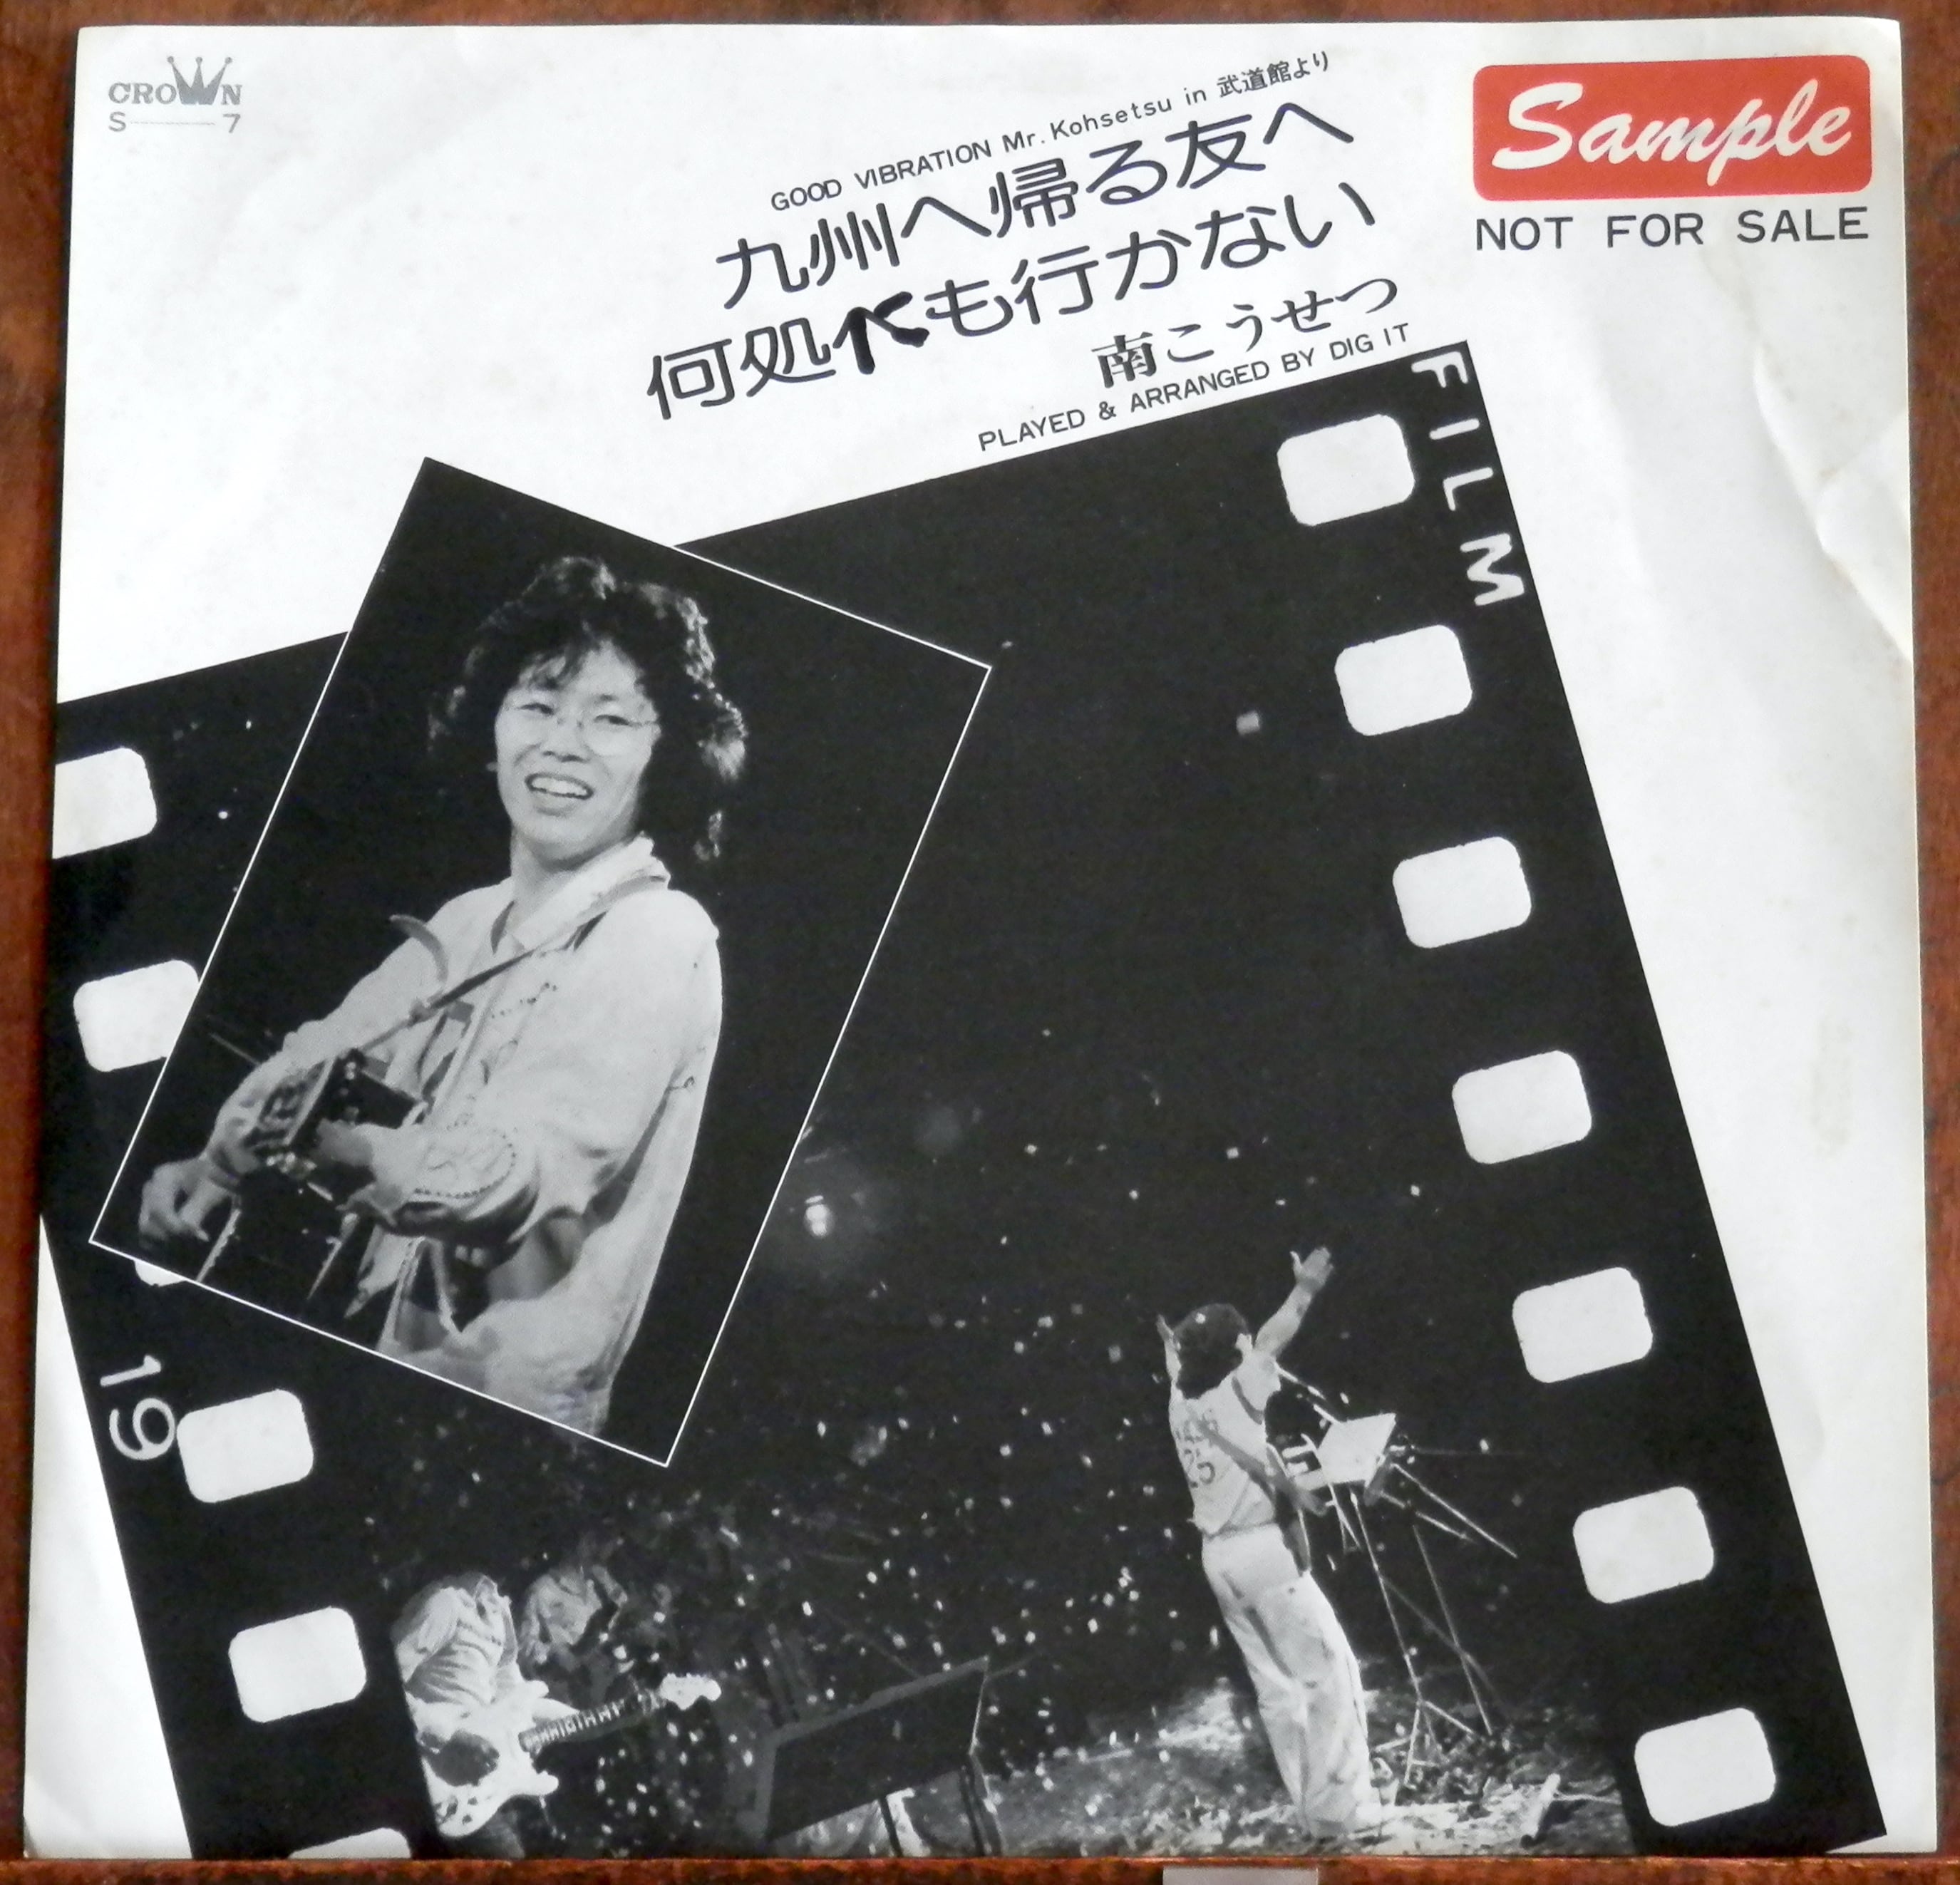 CROWN
S———7
Sample
NOT FOR SALE
GOOD VIBRATION Mr. Kohsetsu in 武道館より
九州へ帰る友へ
何処へも行かない
南こうせつ
PLAYED & ARRANGED BY DIG IT
FILM
19
25